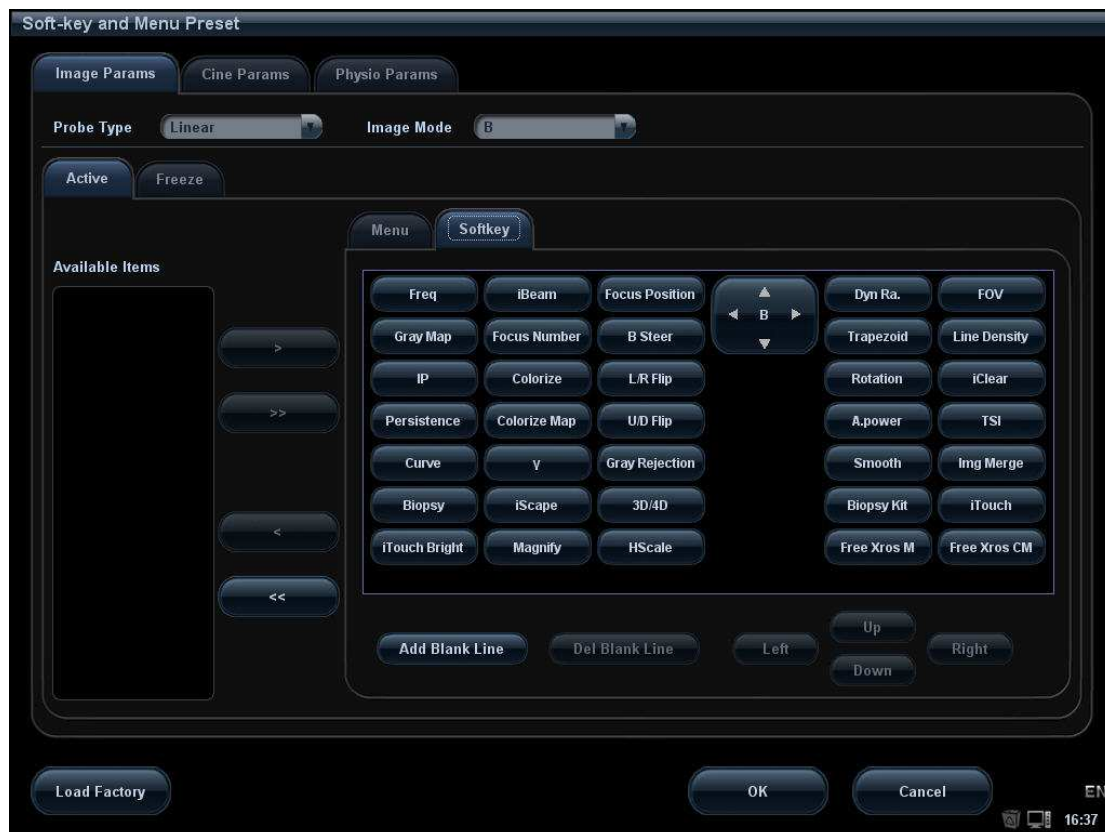 Soft-key and Menu Preset
Image Params Cine Params Physio Params
Probe Type Linear Image Mode B
Active Freeze
Menu Softkey
Available Items
Freq iBeam Focus Position Dyn Ra. FOV
B
Gray Map Focus Number B Steer Trapezoid Line Density
>
IP Colorize L/R Flip Rotation iClear
>>
Persistence Colorize Map U/D Flip A.power TSI
Curve γ Gray Rejection Smooth Img Merge
Biopsy iScape 3D/4D Biopsy Kit iTouch
<
iTouch Bright Magnify HScale Free Xros M Free Xros CM
<<
Up
Add Blank Line Del Blank Line Left Right
Down
Load Factory OK Cancel EN
16:37